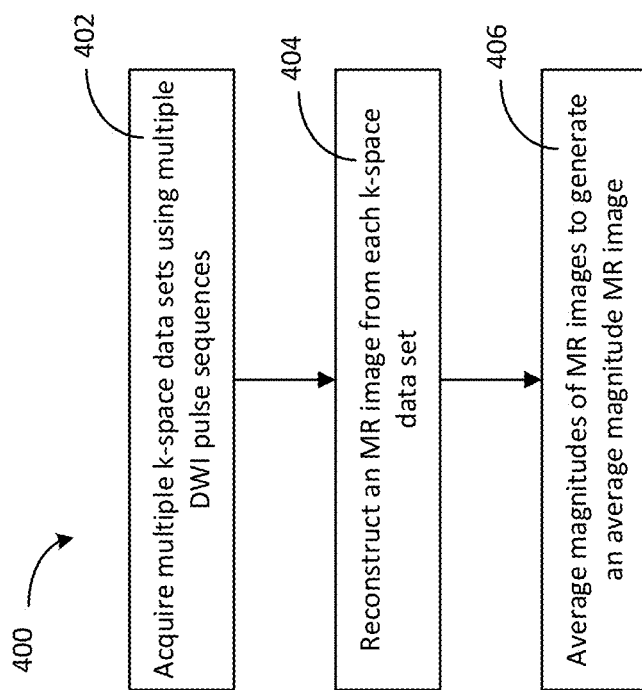 400
402
Acquire multiple k-space data sets using multiple
DWI pulse sequences
404
Reconstruct an MR image from each k-space
data set
406
Average magnitudes of MR images to generate
an average magnitude MR image